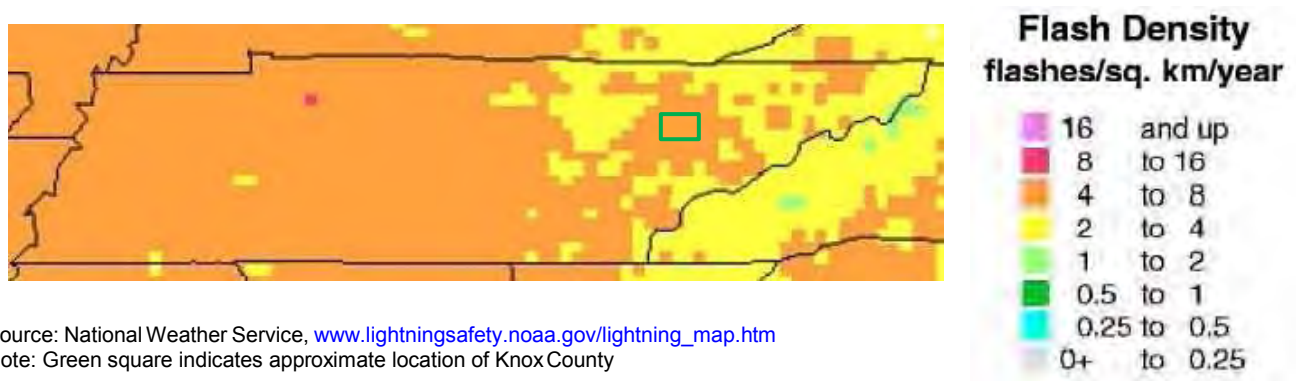 Flash Density
flashes/sq. km/year
16 and up
8 to 16
4 to 8
2 to 4
1 to 2
0.5 to 1
0.25 to 0.5
0+ to 0.25
ource: National Weather Service, www.lightningsafety.noaa.gov/lightning_map.htm
ote: Green square indicates approximate location of Knox County